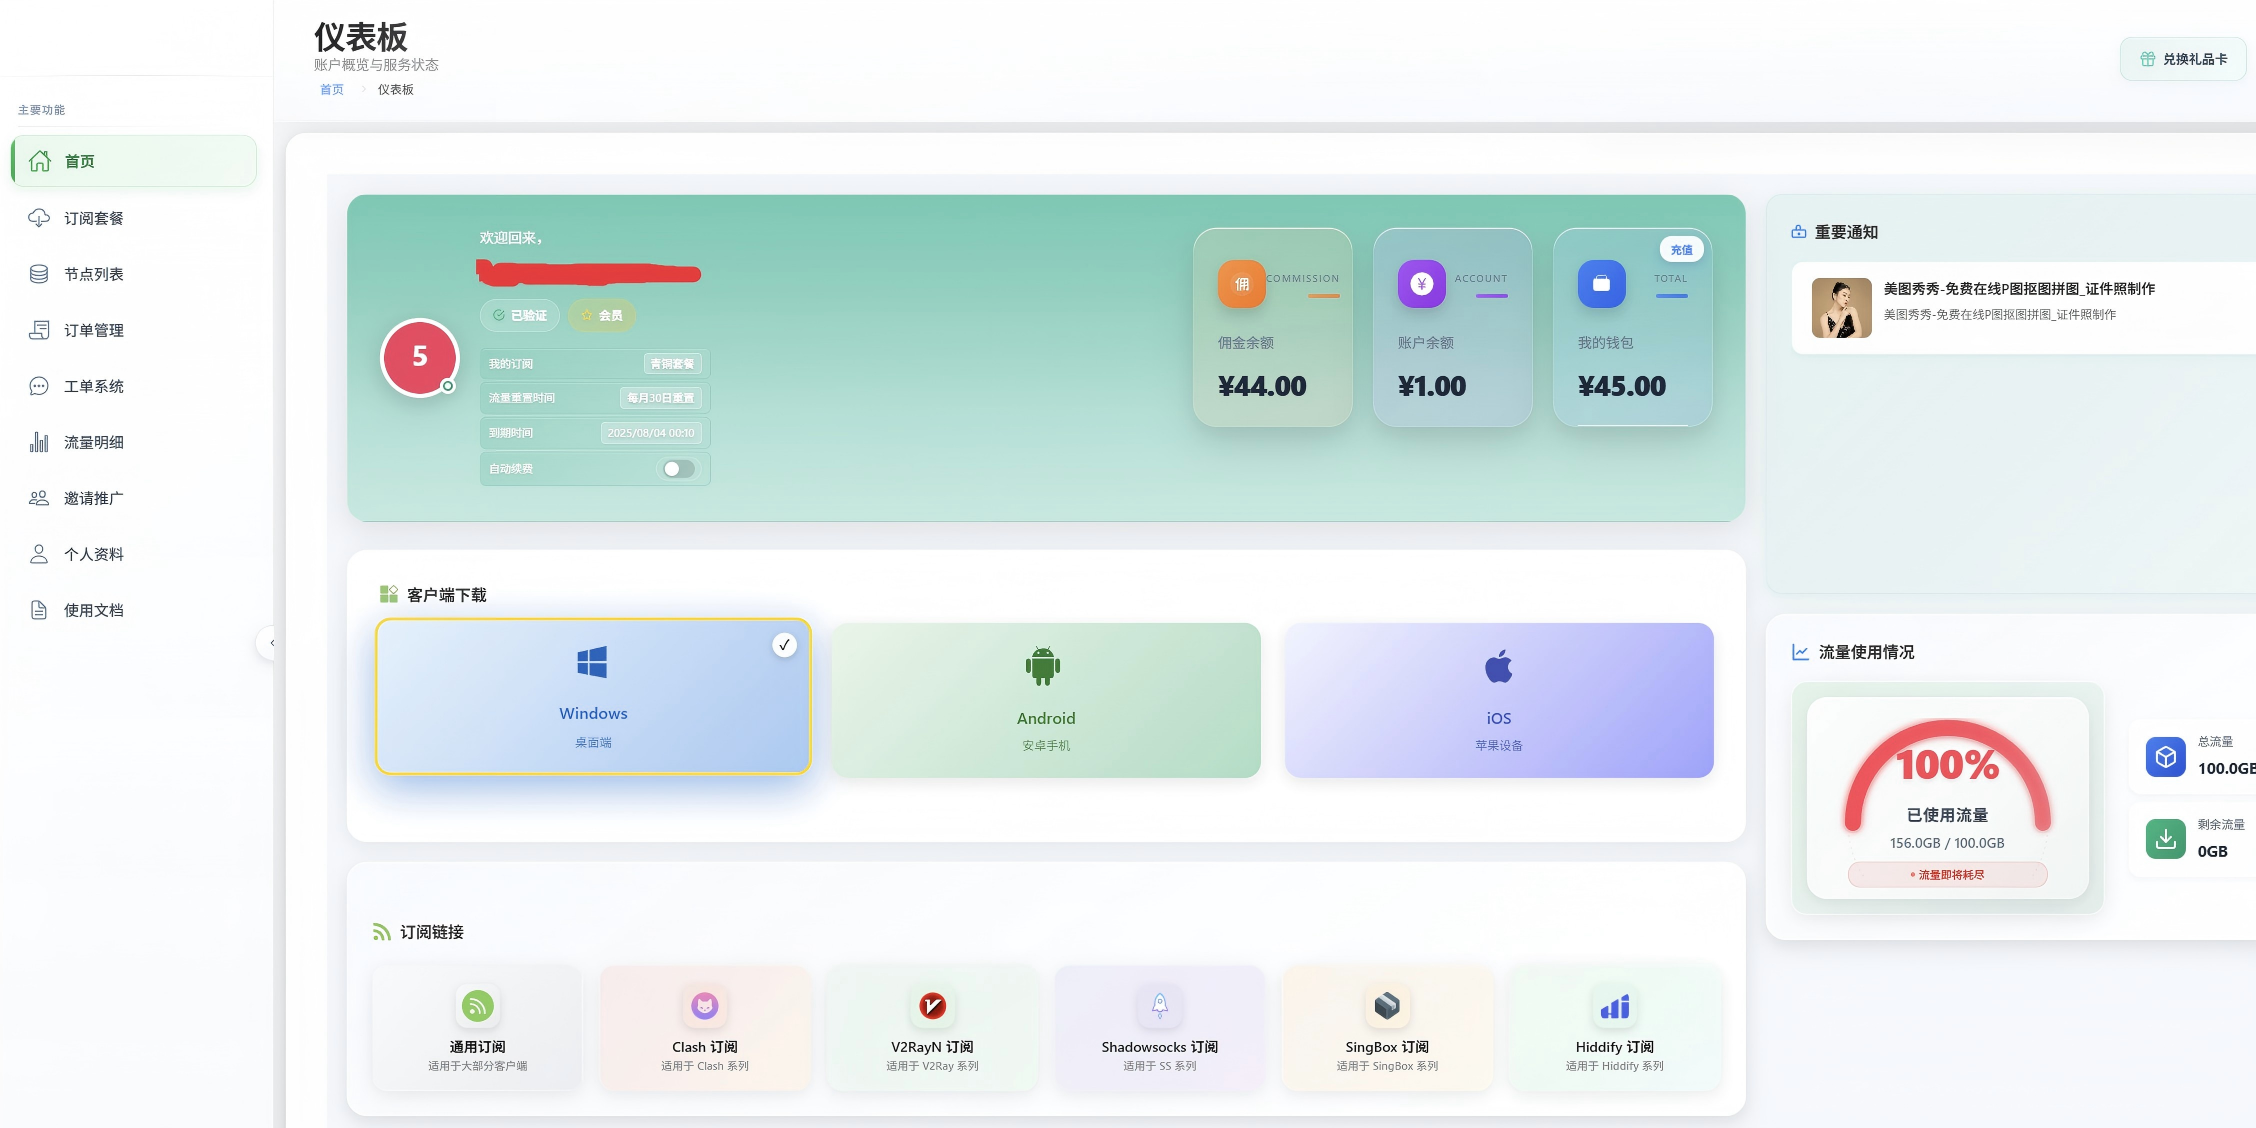 仪表板
账户概览与服务状态
首页
仪表板
兑换礼品卡
主要功能
首页
订阅套餐
节点列表
订单管理
工单系统
流量明细
邀请推广
个人资料
使用文档
欢迎回来，
5
已验证
会员
我的订阅
青铜套餐
流量重置时间
每月30日重置
到期时间
2025/08/04 00:10
自动续费
佣
COMMISSION
佣金余额
¥44.00
¥
ACCOUNT
账户余额
¥1.00
充值
TOTAL
我的钱包
¥45.00
重要通知
美图秀秀-免费在线P图抠图拼图_证件照制作
美图秀秀-免费在线P图抠图拼图_证件照制作
客户端下载
Windows
桌面端
Android
安卓手机
iOS
苹果设备
流量使用情况
100%
已使用流量
156.0GB / 100.0GB
流量即将耗尽
总流量
100.0GB
剩余流量
0GB
订阅链接
通用订阅
适用于大部分客户端
Clash 订阅
适用于 Clash 系列
V2RayN 订阅
适用于 V2Ray 系列
Shadowsocks 订阅
适用于 SS 系列
SingBox 订阅
适用于 SingBox 系列
Hiddify 订阅
适用于 Hiddify 系列